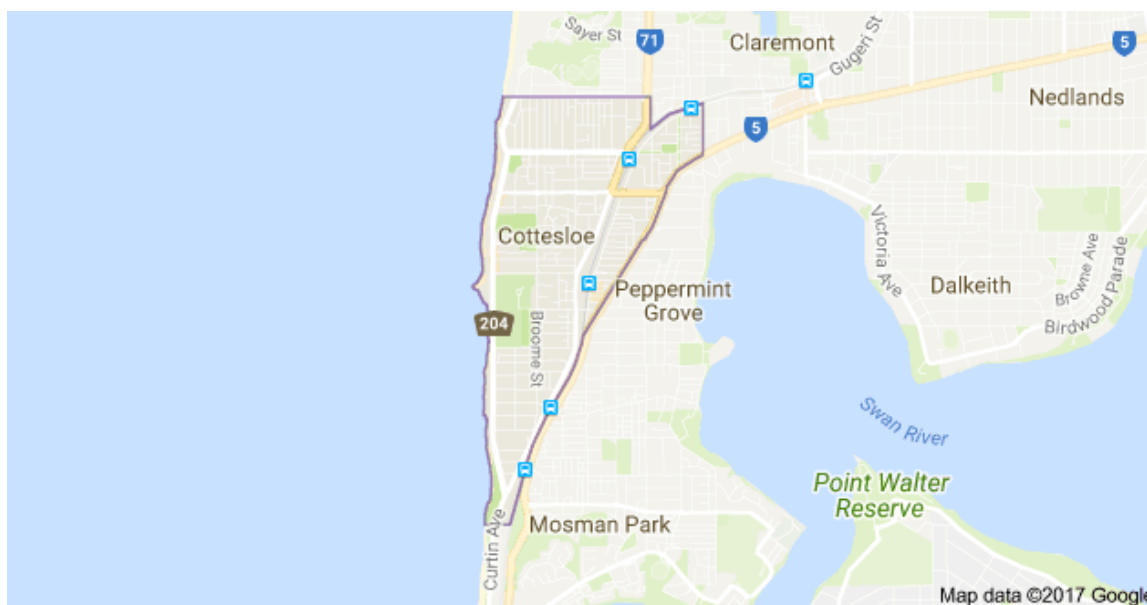 Sayer St
71
Claremont
Gugeri St
5
Nedlands
5
Cottesloe
Victoria Ave
Dalkeith
Browne Ave
Birdwood Parade
Peppermint
Grove
204
Broome St
Swan River
Point Walter
Reserve
Mosman Park
Curtin Ave
Map data ©2017 Google